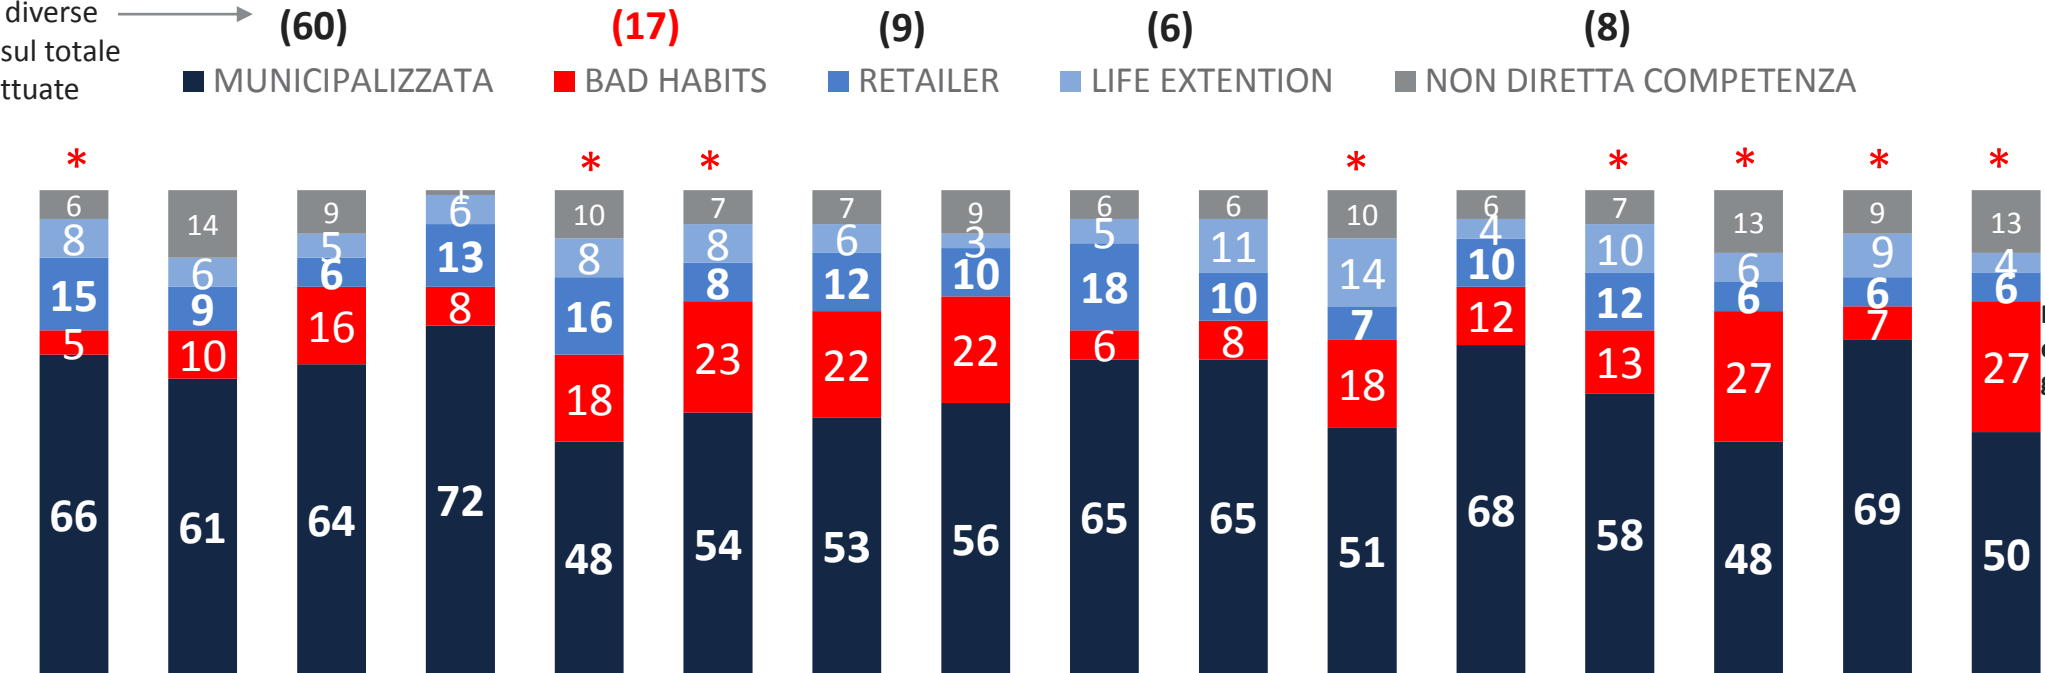 diverse
(60) (17) (9) (6) (8)
sul totale
ttuate
MUNICIPALIZZATA BAD HABITS RETAILER LIFE EXTENTION NON DIRETTA COMPETENZA
* * * * * * * *
6 14 9 1 10 7 7 9 6 6 10 6 7 13 9 13
8 6 5 6 8 8 6 3 5 11 14 4 10 6 9 4
15 9 6 13 16 8 12 10 18 10 7 10 12 6 6 6
5 10 16 8 18 23 22 22 6 8 18 12 13 27 7 27
66 61 64 72 48 54 53 56 65 65 51 68 58 48 69 50